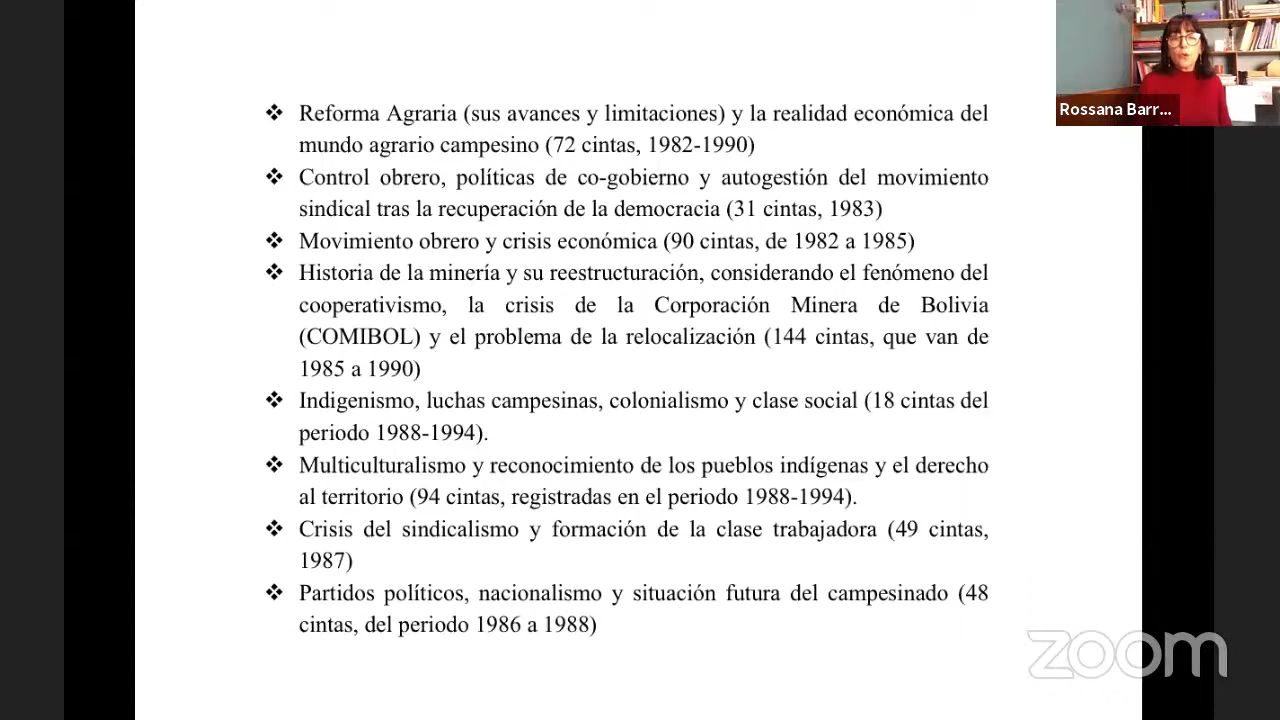 ❖ Reforma Agraria (sus avances y limitaciones) y la realidad económica del
mundo agrario campesino (72 cintas, 1982-1990)
❖ Control obrero, políticas de co-gobierno y autogestión del movimiento
sindical tras la recuperación de la democracia (31 cintas, 1983)
❖ Movimiento obrero y crisis económica (90 cintas, de 1982 a 1985)
❖ Historia de la minería y su reestructuración, considerando el fenómeno del
cooperativismo, la crisis de la Corporación Minera de Bolivia
(COMIBOL) y el problema de la relocalización (144 cintas, que van de
1985 a 1990)
❖ Indigenismo, luchas campesinas, colonialismo y clase social (18 cintas del
periodo 1988-1994).
❖ Multiculturalismo y reconocimiento de los pueblos indígenas y el derecho
al territorio (94 cintas, registradas en el periodo 1988-1994).
❖ Crisis del sindicalismo y formación de la clase trabajadora (49 cintas,
1987)
❖ Partidos políticos, nacionalismo y situación futura del campesinado (48
cintas, del periodo 1986 a 1988)
Rossana Barr...
zoom